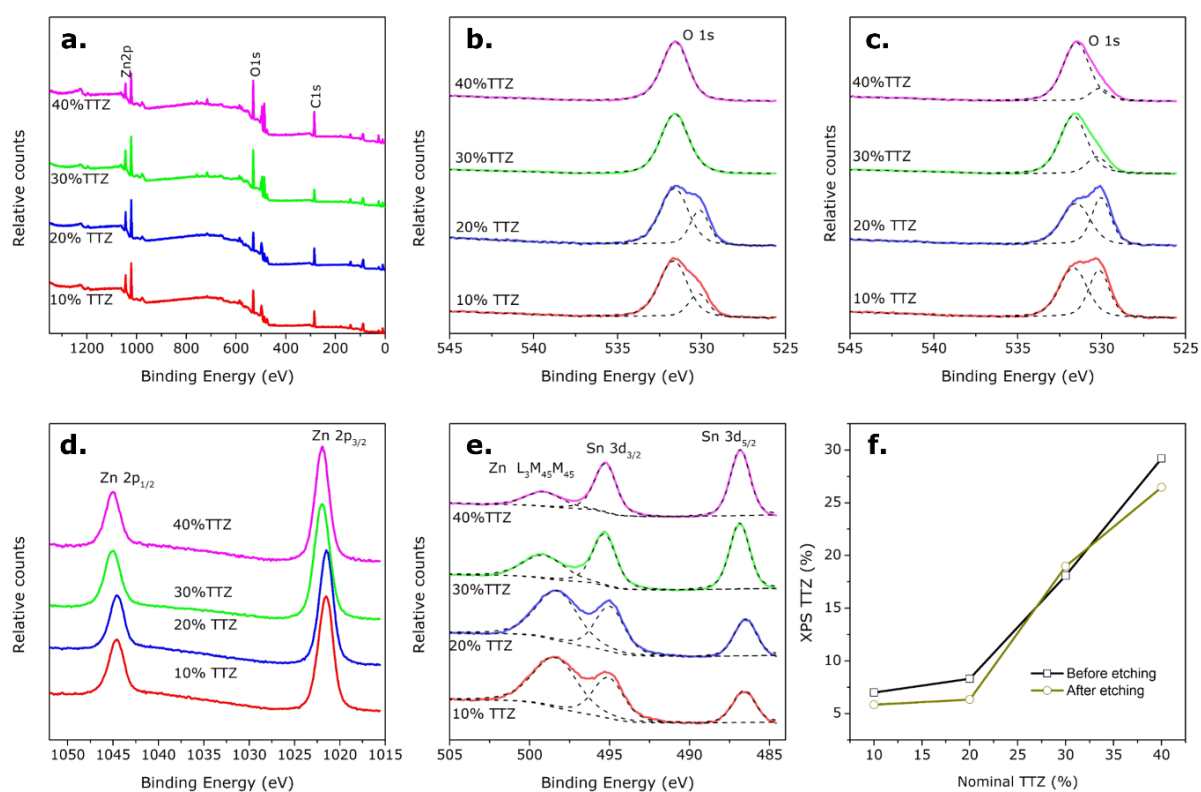 a.
Zn2p
O1s
C1s
40%TTZ
30%TTZ
20% TTZ
10% TTZ
Relative counts
1200 1000 800 600 400 200 0
Binding Energy (eV)
b.
O 1s
40%TTZ
30%TTZ
20% TTZ
10% TTZ
Relative counts
545 540 535 530 525
Binding Energy (eV)
c.
O 1s
40%TTZ
30%TTZ
20% TTZ
10% TTZ
Relative counts
545 540 535 530 525
Binding Energy (eV)
d.
Zn 2p3/2
Zn 2p1/2
40%TTZ
30%TTZ
20% TTZ
10% TTZ
Relative counts
1050 1045 1040 1035 1030 1025 1020 1015
Binding Energy (eV)
e.
Sn 3d5/2
Sn 3d3/2
Zn L3M45M45
40%TTZ
30%TTZ
20% TTZ
10% TTZ
Relative counts
505 500 495 490 485
Binding Energy (eV)
f.
30
25
20
15
10
5
XPS TTZ (%)
Before etching
After etching
10 15 20 25 30 35 40
Nominal TTZ (%)